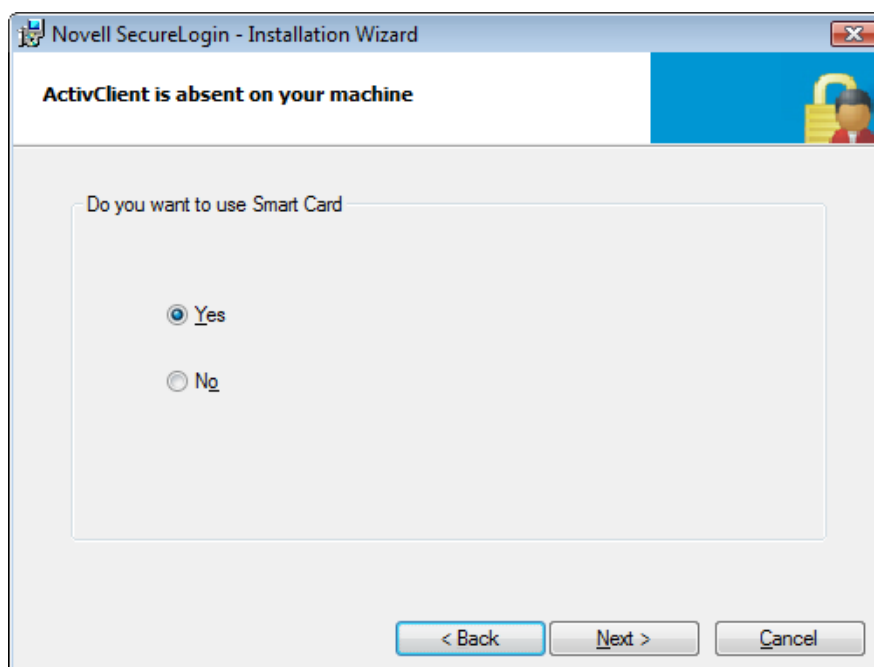 Novell SecureLogin - Installation Wizard
ActivClient is absent on your machine
Do you want to use Smart Card
Yes
No
< Back Next > Cancel